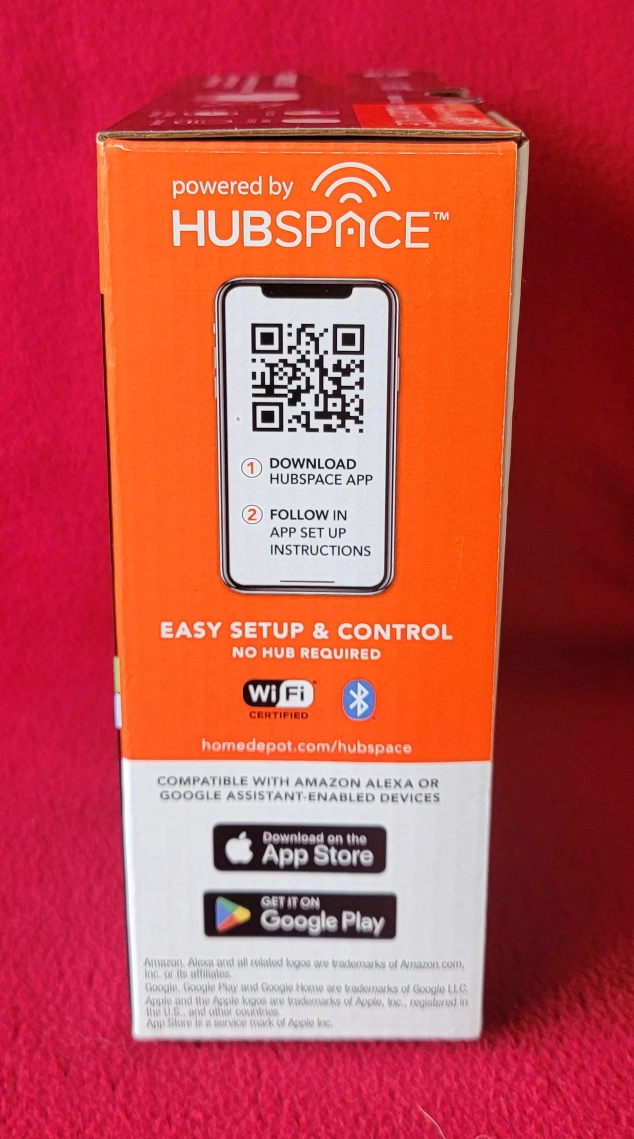 powered by
HUBSPACE™
1 DOWNLOAD
HUBSPACE APP
2 FOLLOW IN
APP SET UP
INSTRUCTIONS
EASY SETUP & CONTROL
NO HUB REQUIRED
Wi Fi
CERTIFIED
homedepot.com/hubspace
COMPATIBLE WITH AMAZON ALEXA OR
GOOGLE ASSISTANT-ENABLED DEVICES
Download on the
App Store
GET IT ON
Google Play
Amazon, Alexa and all related logos are trademarks of Amazon.com,
Inc. or its affiliates.
Google, Google Play and Google Home are trademarks of Google LLC.
Apple and the Apple logos are trademarks of Apple, Inc., registered in
the U.S., and other countries.
App Store is a service mark of Apple Inc.